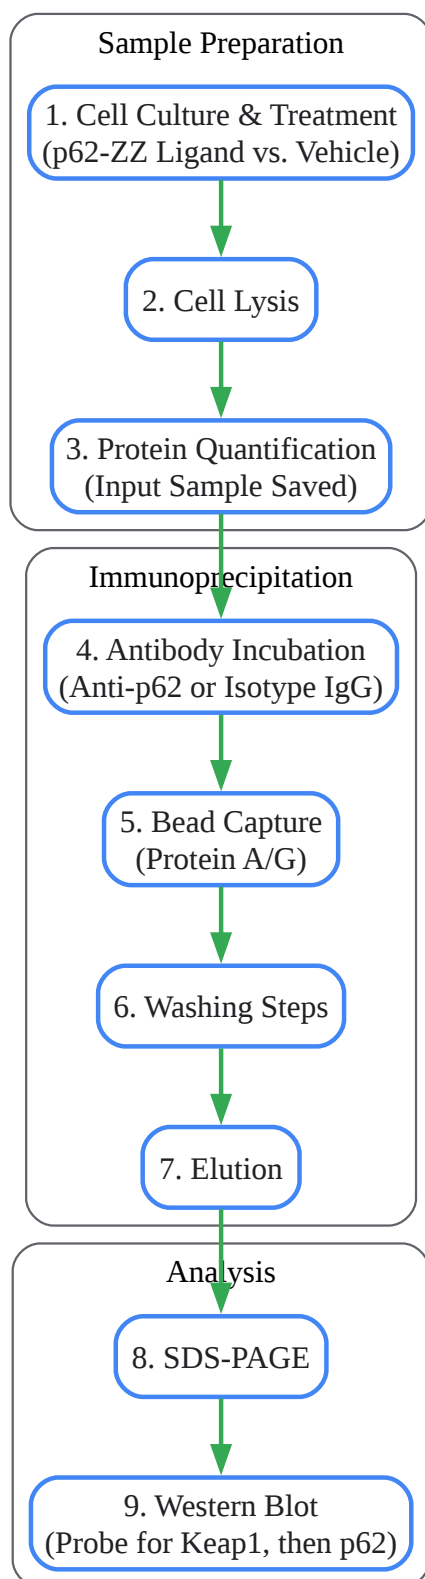 Sample Preparation
1. Cell Culture & Treatment
(p62-ZZ Ligand vs. Vehicle)
2. Cell Lysis
3. Protein Quantification
(Input Sample Saved)
Immunoprecipitation
4. Antibody Incubation
(Anti-p62 or Isotype IgG)
5. Bead Capture
(Protein A/G)
6. Washing Steps
7. Elution
Analysis
8. SDS-PAGE
9. Western Blot
(Probe for Keap1, then p62)